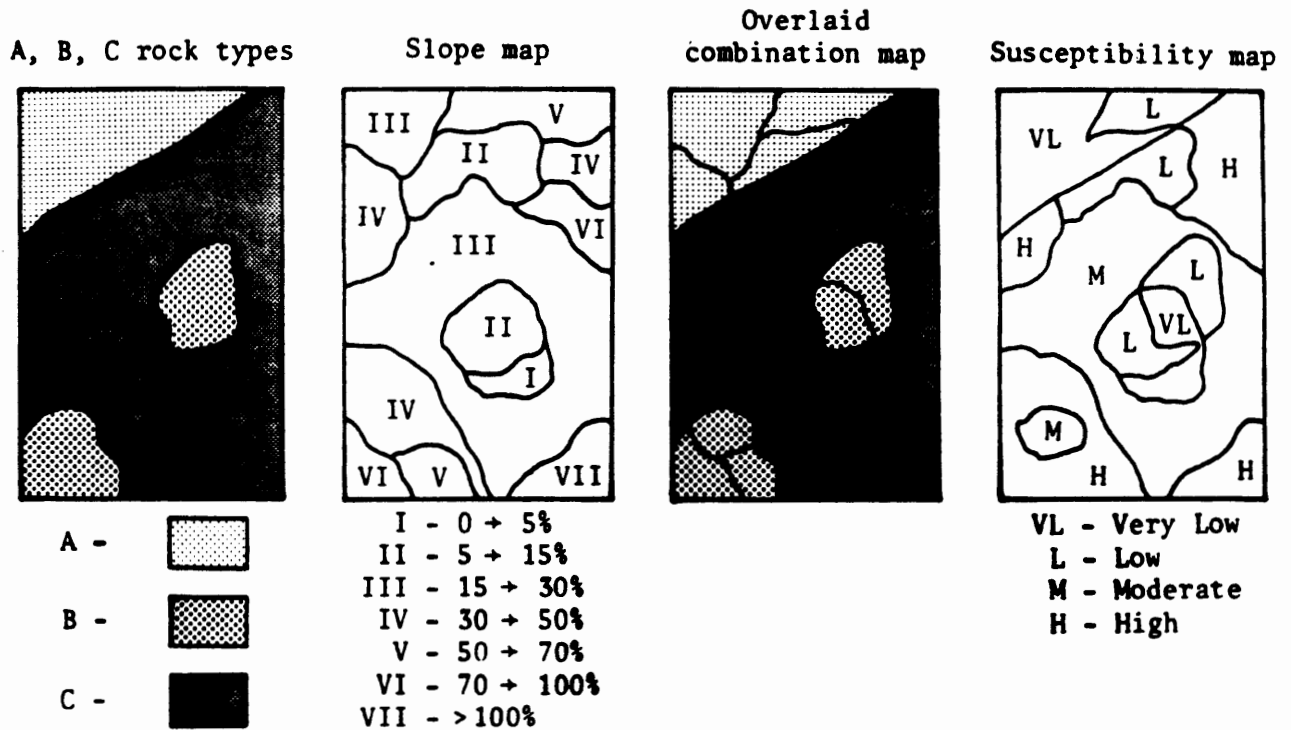 A, B, C rock types
Slope map
Overlaid
combination map
Susceptibility map
III
V
II
IV
IV
VI
III
II
I
IV
VI
V
VII
VL
L
L
H
H
M
L
VL
L
M
H
H
A -
B -
C -
I - 0 → 5%
II - 5 → 15%
III - 15 → 30%
IV - 30 → 50%
V - 50 → 70%
VI - 70 → 100%
VII - >100%
VL - Very Low
L - Low
M - Moderate
H - High